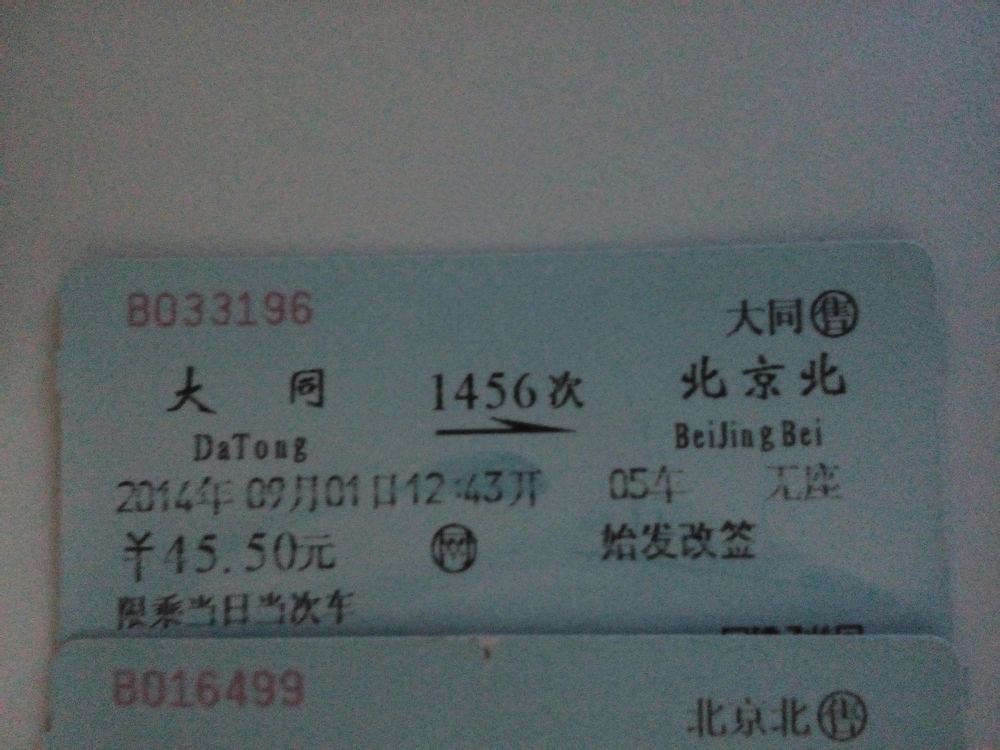 B033196
大同售
大同 1456次 北京北
DaTong BeiJingBei
2014年09月01日12:43开 05车 无座
￥45.50元 网 始发改签
限乘当日当次车
B016499
北京北售